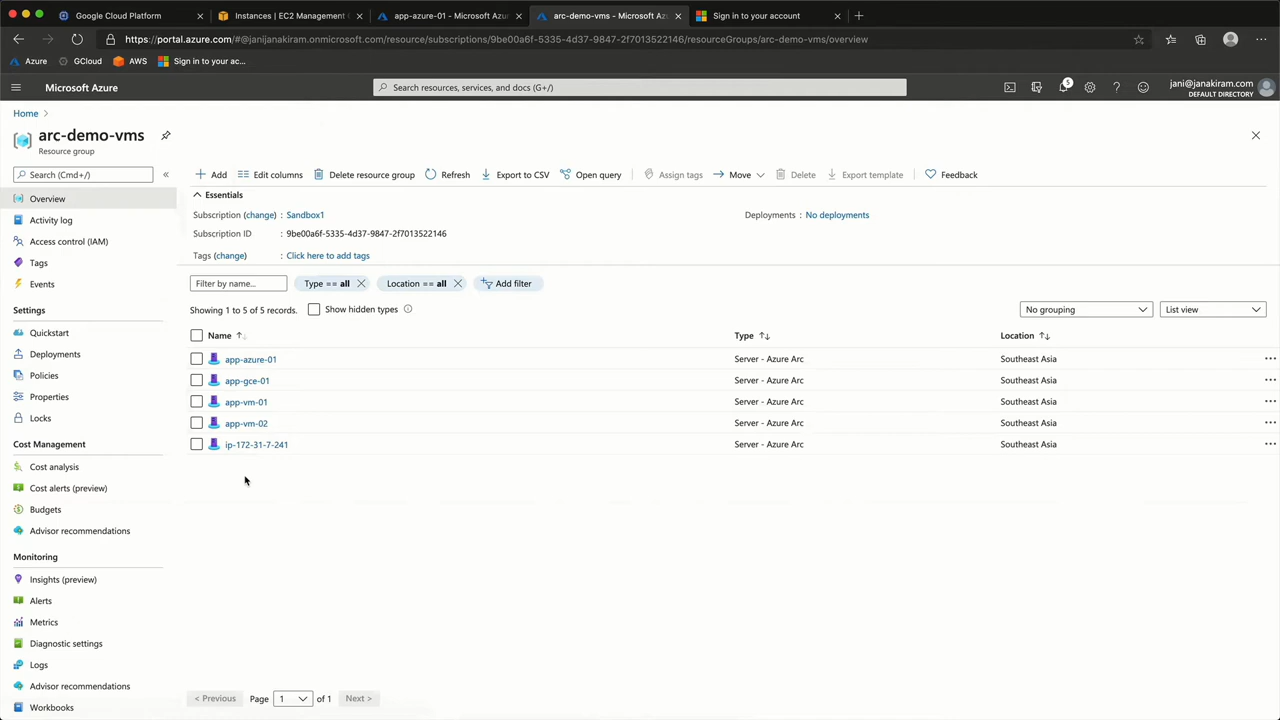 Google Cloud Platform
Instances | EC2 Management C
app-azure-01 - Microsoft Azu
arc-demo-vms - Microsoft Azu
Sign in to your account
https://portal.azure.com/#@janijanakiram.onmicrosoft.com/resource/subscriptions/9be00a6f-5335-4d37-9847-2f7013522146/resourceGroups/arc-demo-vms/overview
Azure GCloud AWS Sign in to your ac...
Microsoft Azure
Search resources, services, and docs (G+/)
5
jani@janakiram.com
DEFAULT DIRECTORY
Home >
arc-demo-vms
Resource group
Search (Cmd+/)
«
Overview
Activity log
Access control (IAM)
Tags
Events
Settings
Quickstart
Deployments
Policies
Properties
Locks
Cost Management
Cost analysis
Cost alerts (preview)
Budgets
Advisor recommendations
Monitoring
Insights (preview)
Alerts
Metrics
Diagnostic settings
Logs
Advisor recommendations
Workbooks
Add Edit columns Delete resource group Refresh Export to CSV Open query Assign tags Move Delete Export template Feedback
Essentials
Subscription (change) : Sandbox1 Deployments : No deployments
Subscription ID : 9be00a6f-5335-4d37-9847-2f7013522146
Tags (change) : Click here to add tags
Filter by name... Type == all Location == all Add filter
Showing 1 to 5 of 5 records. Show hidden types No grouping List view
Name Type Location
app-azure-01 Server - Azure Arc Southeast Asia ...
app-gce-01 Server - Azure Arc Southeast Asia ...
app-vm-01 Server - Azure Arc Southeast Asia ...
app-vm-02 Server - Azure Arc Southeast Asia ...
ip-172-31-7-241 Server - Azure Arc Southeast Asia ...
< Previous Page 1 of 1 Next >